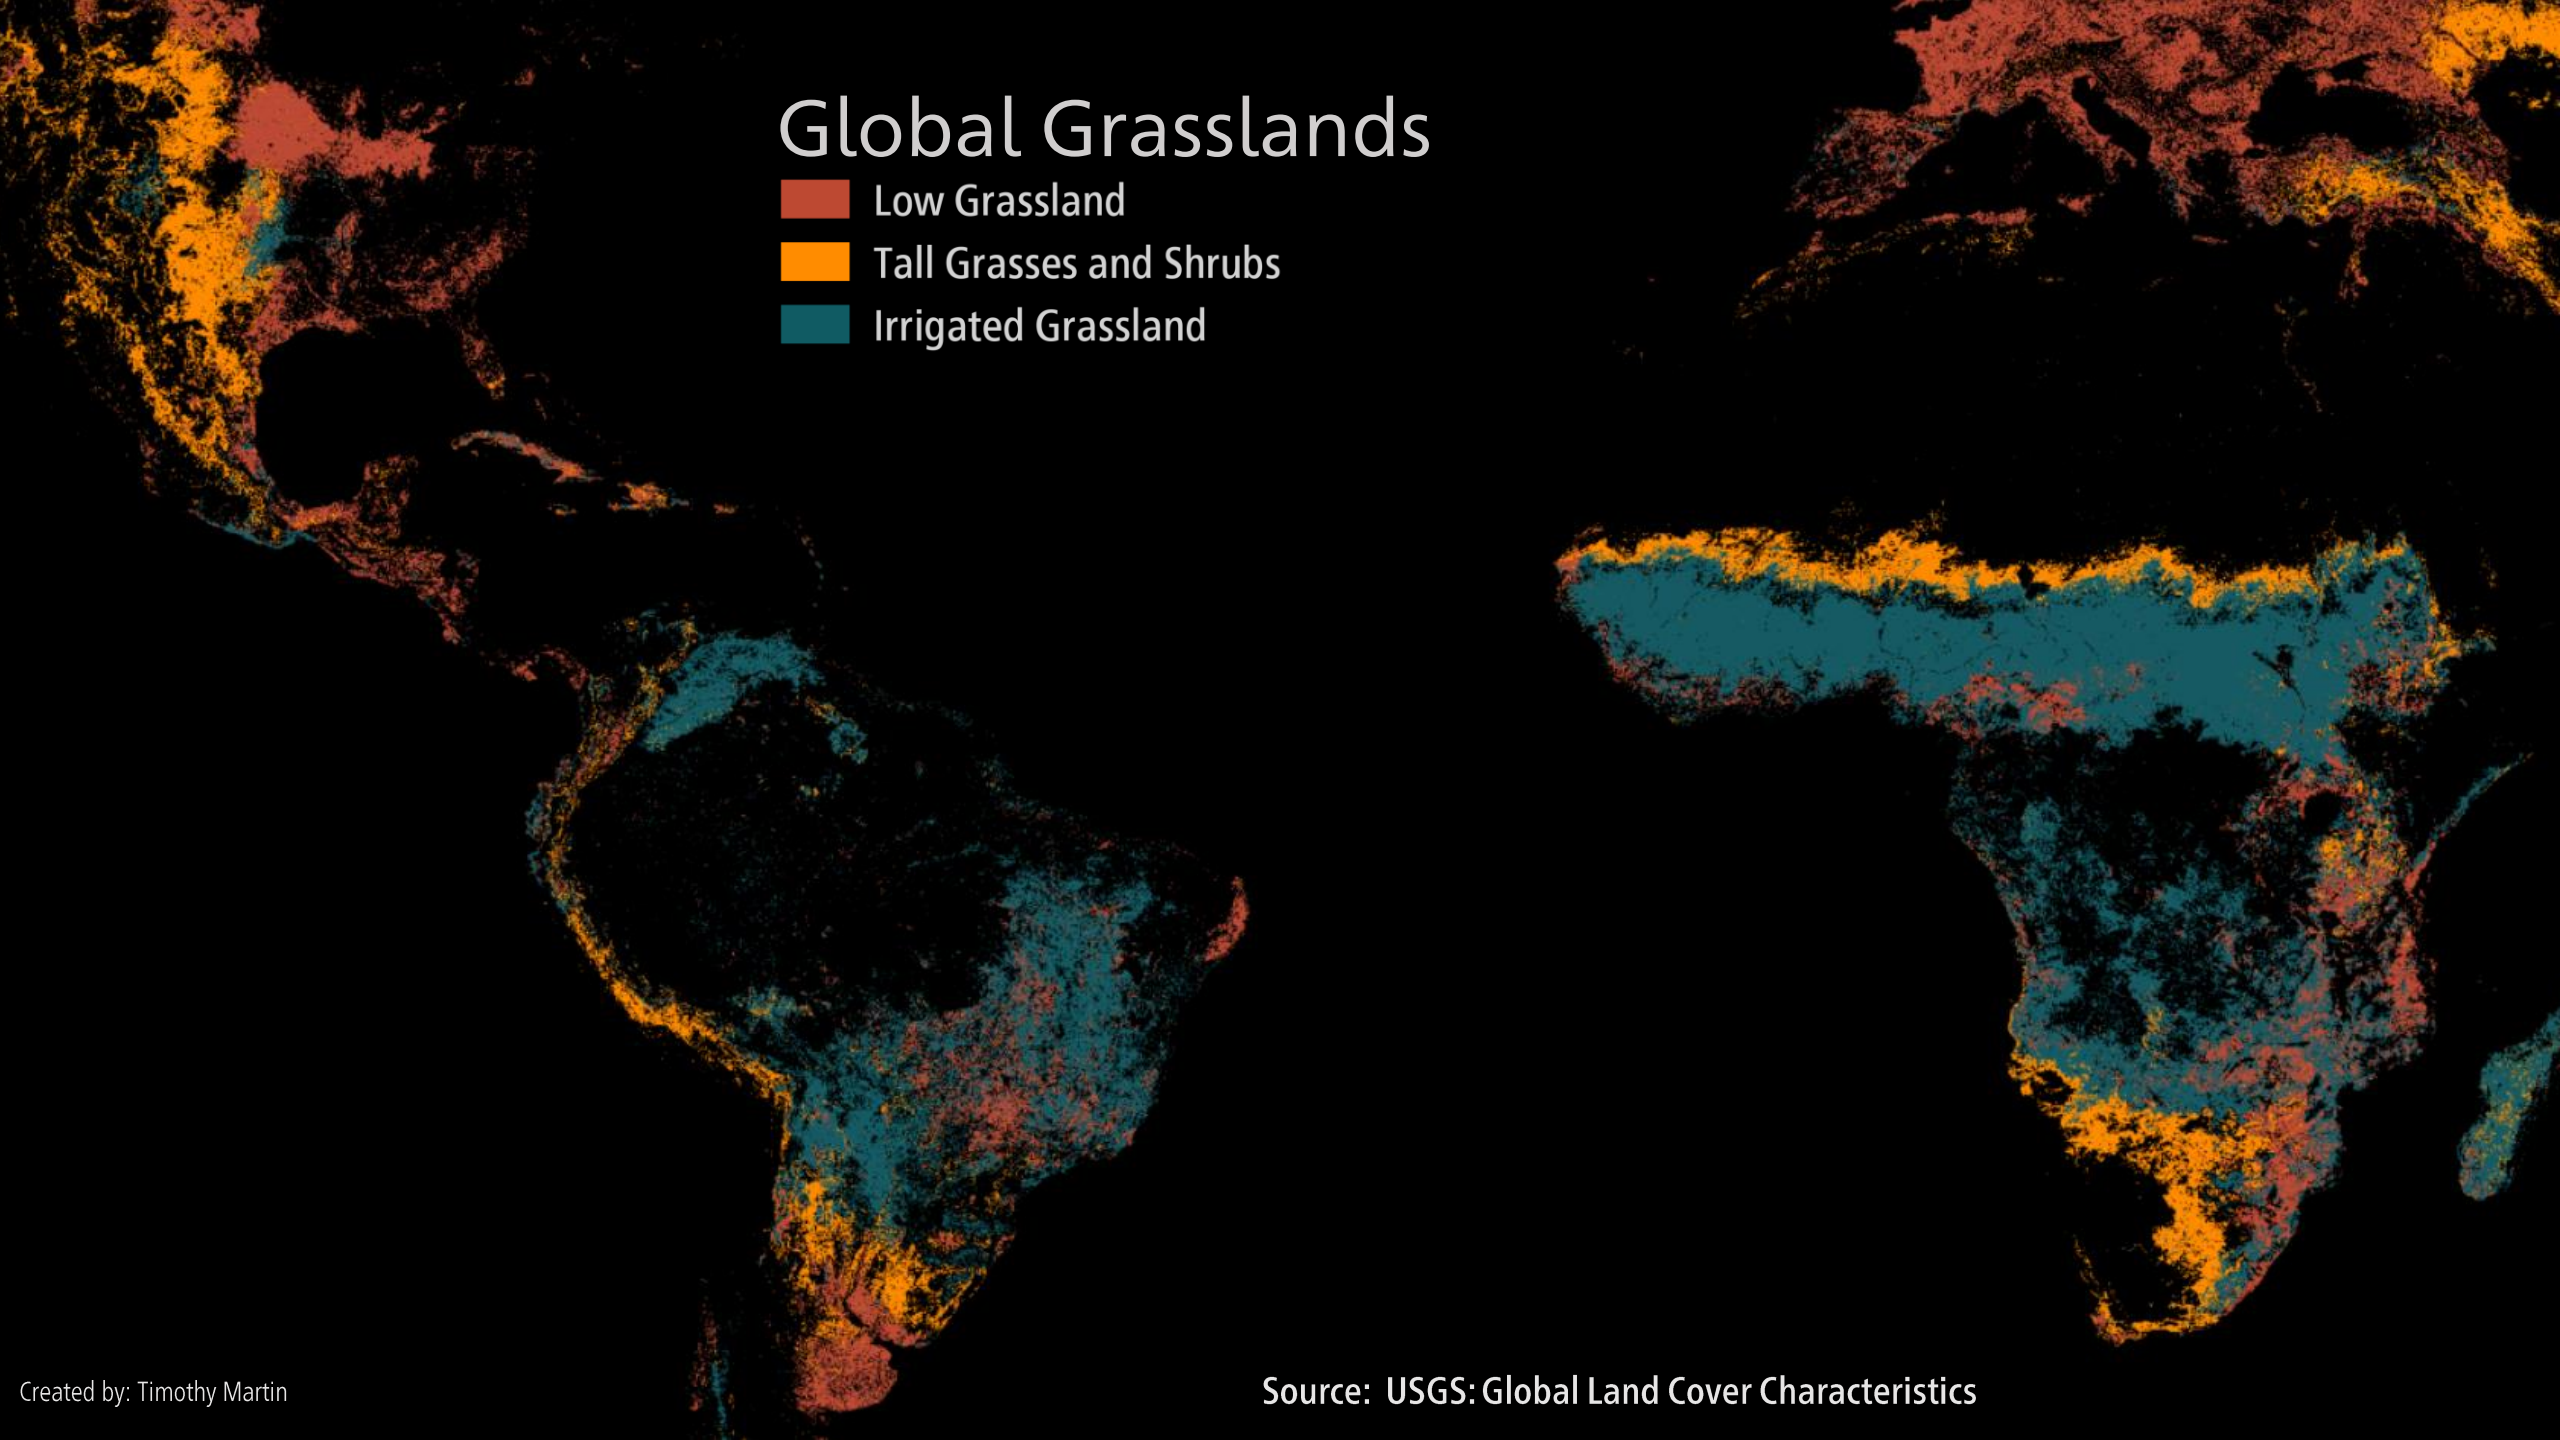 Global Grasslands
Low Grassland
Tall Grasses and Shrubs
Irrigated Grassland
Created by: Timothy Martin
Source: USGS: Global Land Cover Characteristics